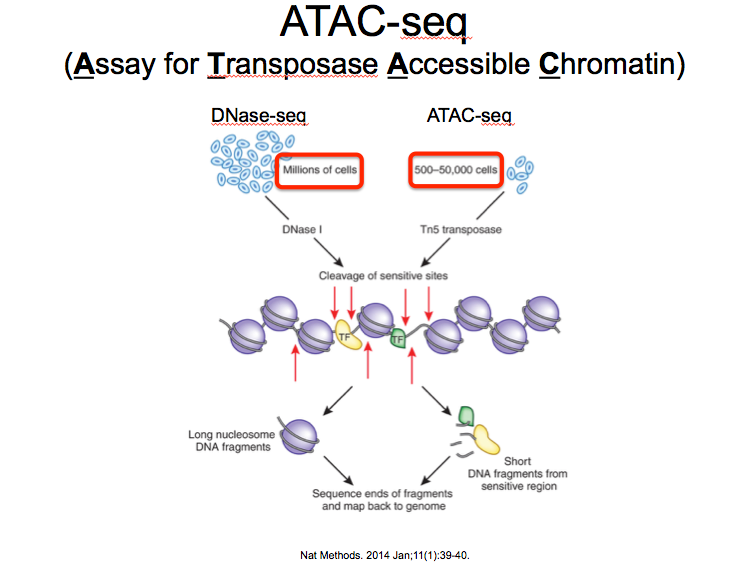 ATAC-seq
(Assay for Transposase Accessible Chromatin)
DNase-seq
ATAC-seq
Millions of cells
500–50,000 cells
DNase I
Tn5 transposase
Cleavage of sensitive sites
TF
TF
Long nucleosome
DNA fragments
Short
DNA fragments from
sensitive region
Sequence ends of fragments
and map back to genome
Nat Methods. 2014 Jan;11(1):39-40.